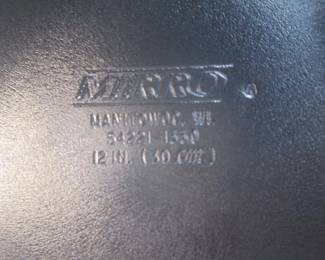 MIRRO
MANITOWOC, WI.
54221-1330
12 IN. (30 cm)